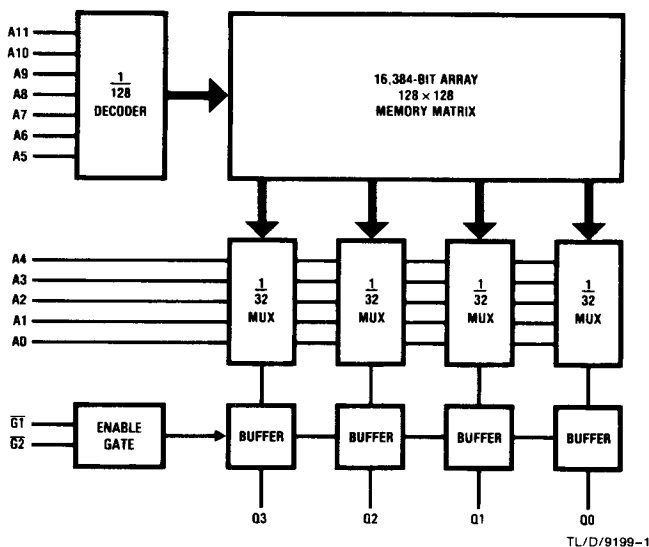 A11
A10
A9
A8
A7
A6
A5
1
128
DECODER
16,384-BIT ARRAY
128 × 128
MEMORY MATRIX
A4
A3
A2
A1
A0
1
32
MUX
1
32
MUX
1
32
MUX
1
32
MUX
G1
G2
ENABLE
GATE
BUFFER
BUFFER
BUFFER
BUFFER
Q3
Q2
Q1
Q0
TL/D/9199–1